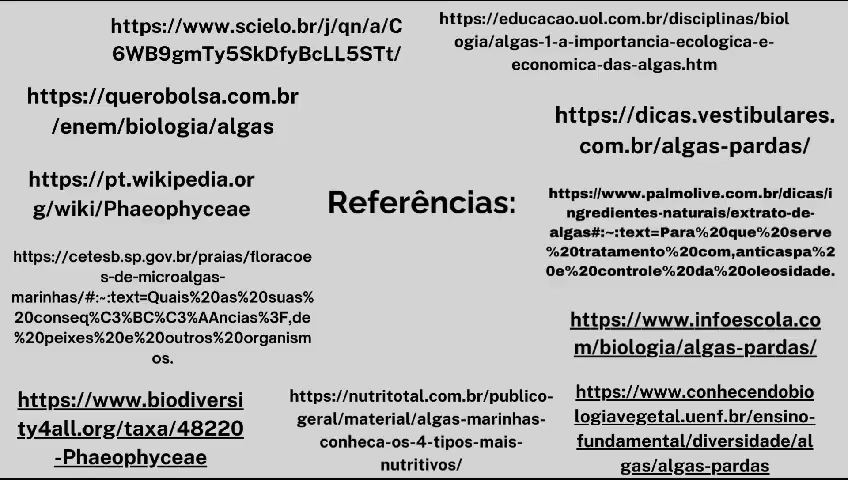 https://www.scielo.br/j/qn/a/C
6WB9gmTy5SkDfyBcLL5STt/
https://educacao.uol.com.br/disciplinas/biol
ogia/algas-1-a-importancia-ecologica-e-
economica-das-algas.htm
https://querobolsa.com.br
/enem/biologia/algas
https://dicas.vestibulares.
com.br/algas-pardas/
https://pt.wikipedia.or
g/wiki/Phaeophyceae
Referências:
https://www.palmolive.com.br/dicas/i
ngredientes-naturais/extrato-de-
algas#:~:text=Para%20que%20serve
%20tratamento%20com,anticaspa%2
0e%20controle%20da%20oleosidade.
https://cetesb.sp.gov.br/praias/floracoe
s-de-microalgas-
marinhas/#:~:text=Quais%20as%20suas%
20conseq%C3%BC%C3%AAncias%3F,de
%20peixes%20e%20outros%20organism
os.
https://www.infoescola.co
m/biologia/algas-pardas/
https://www.biodiversi
ty4all.org/taxa/48220
-Phaeophyceae
https://nutritotal.com.br/publico-
geral/material/algas-marinhas-
conheca-os-4-tipos-mais-
nutritivos/
https://www.conhecendobio
logiavegetal.uenf.br/ensino-
fundamental/diversidade/al
gas/algas-pardas